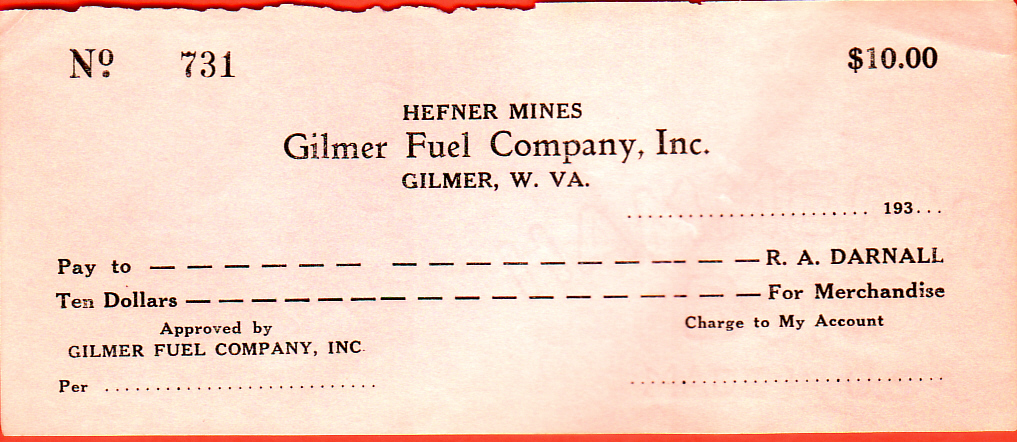 Nº 731 $10.00
HEFNER MINES
Gilmer Fuel Company, Inc.
GILMER, W. VA.
........................ 193...
Pay to — — — — — — — — — — — — — — — — — R. A. DARNALL
Ten Dollars — — — — — — — — — — — — — — — — — For Merchandise
Approved by Charge to My Account
GILMER FUEL COMPANY, INC.
Per ........................... ...............................